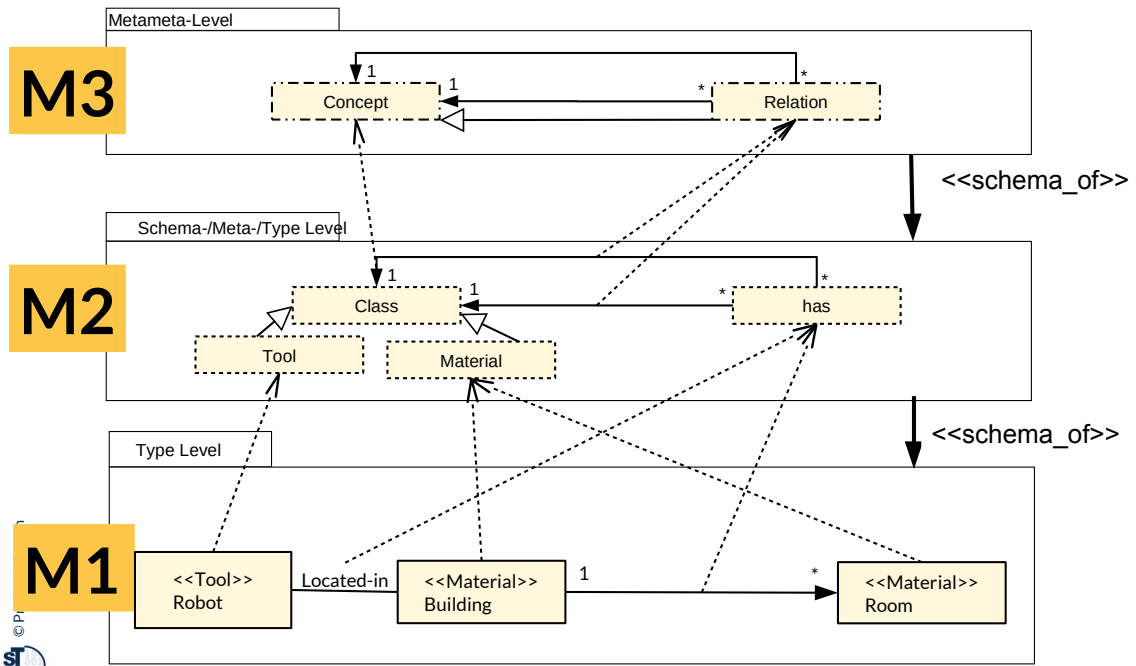 Metameta-Level
M3
1
*
1
*
Concept
Relation
<<schema_of>>
Schema-/Meta-/Type Level
M2
1
*
1
*
Class
has
Tool
Material
<<schema_of>>
Type Level
M1
<<Tool>>
Robot
Located-in
<<Material>>
Building
1
*
<<Material>>
Room
©
ST